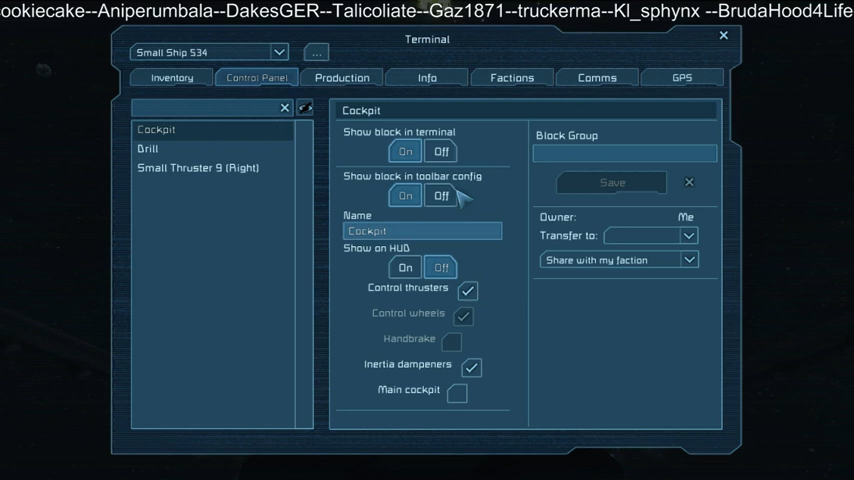 ookiecake--Aniperumbala--DakesGER--Talicoliate--Gaz1871--truckerma--Kl_sphynx --BrudaHood4Life
Terminal
Small Ship 534
...
Inventory
Control Panel
Production
Info
Factions
Comms
GPS
Cockpit
Drill
Small Thruster 9 (Right)
Cockpit
Show block in terminal
On Off
Show block in toolbar config
On Off
Name
Cockpit
Show on HUD
On Off
Control thrusters
Control wheels
Handbrake
Inertia dampeners
Main cockpit
Block Group
Save
Owner: Me
Transfer to:
Share with my faction